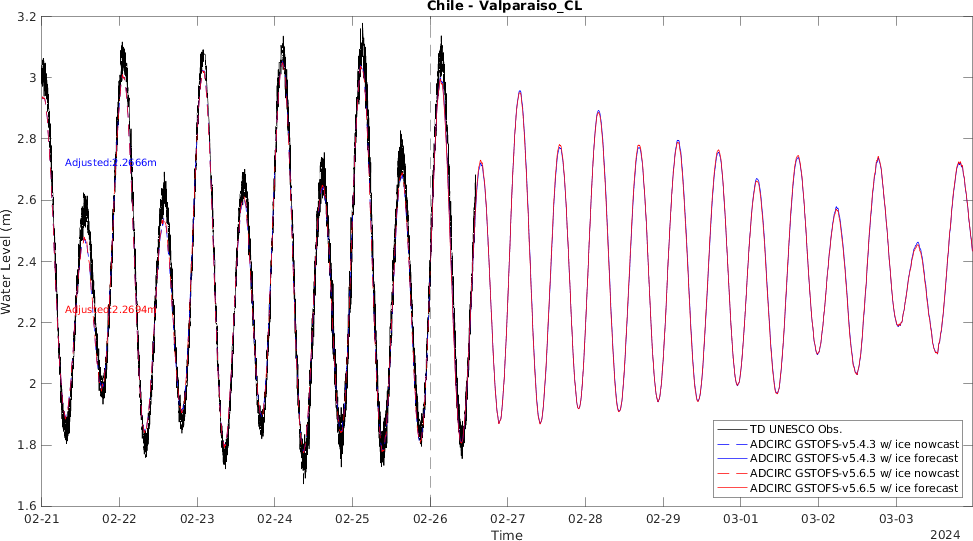 Chile - Valparaiso_CL
3.2
3
2.8
2.6
2.4
2.2
2
1.8
1.6
Water Level (m)
Adjusted:2.2666m
Adjusted:2.2694m
TD UNESCO Obs.
ADCIRC GSTOFS-v5.4.3 w/ ice nowcast
ADCIRC GSTOFS-v5.4.3 w/ ice forecast
ADCIRC GSTOFS-v5.6.5 w/ ice nowcast
ADCIRC GSTOFS-v5.6.5 w/ ice forecast
02-21 02-22 02-23 02-24 02-25 02-26 02-27 02-28 02-29 03-01 03-02 03-03
Time
2024